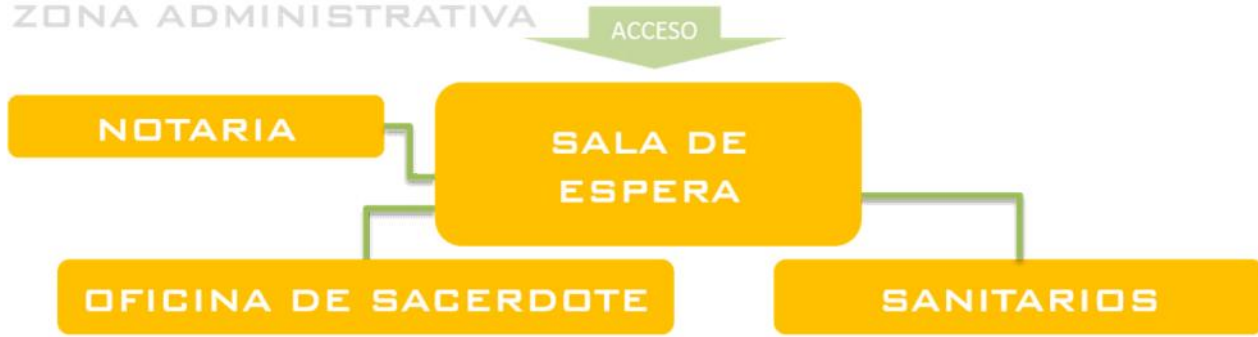 ZONA ADMINISTRATIVA
ACCESO
NOTARIA
SALA DE
ESPERA
OFICINA DE SACERDOTE
SANITARIOS